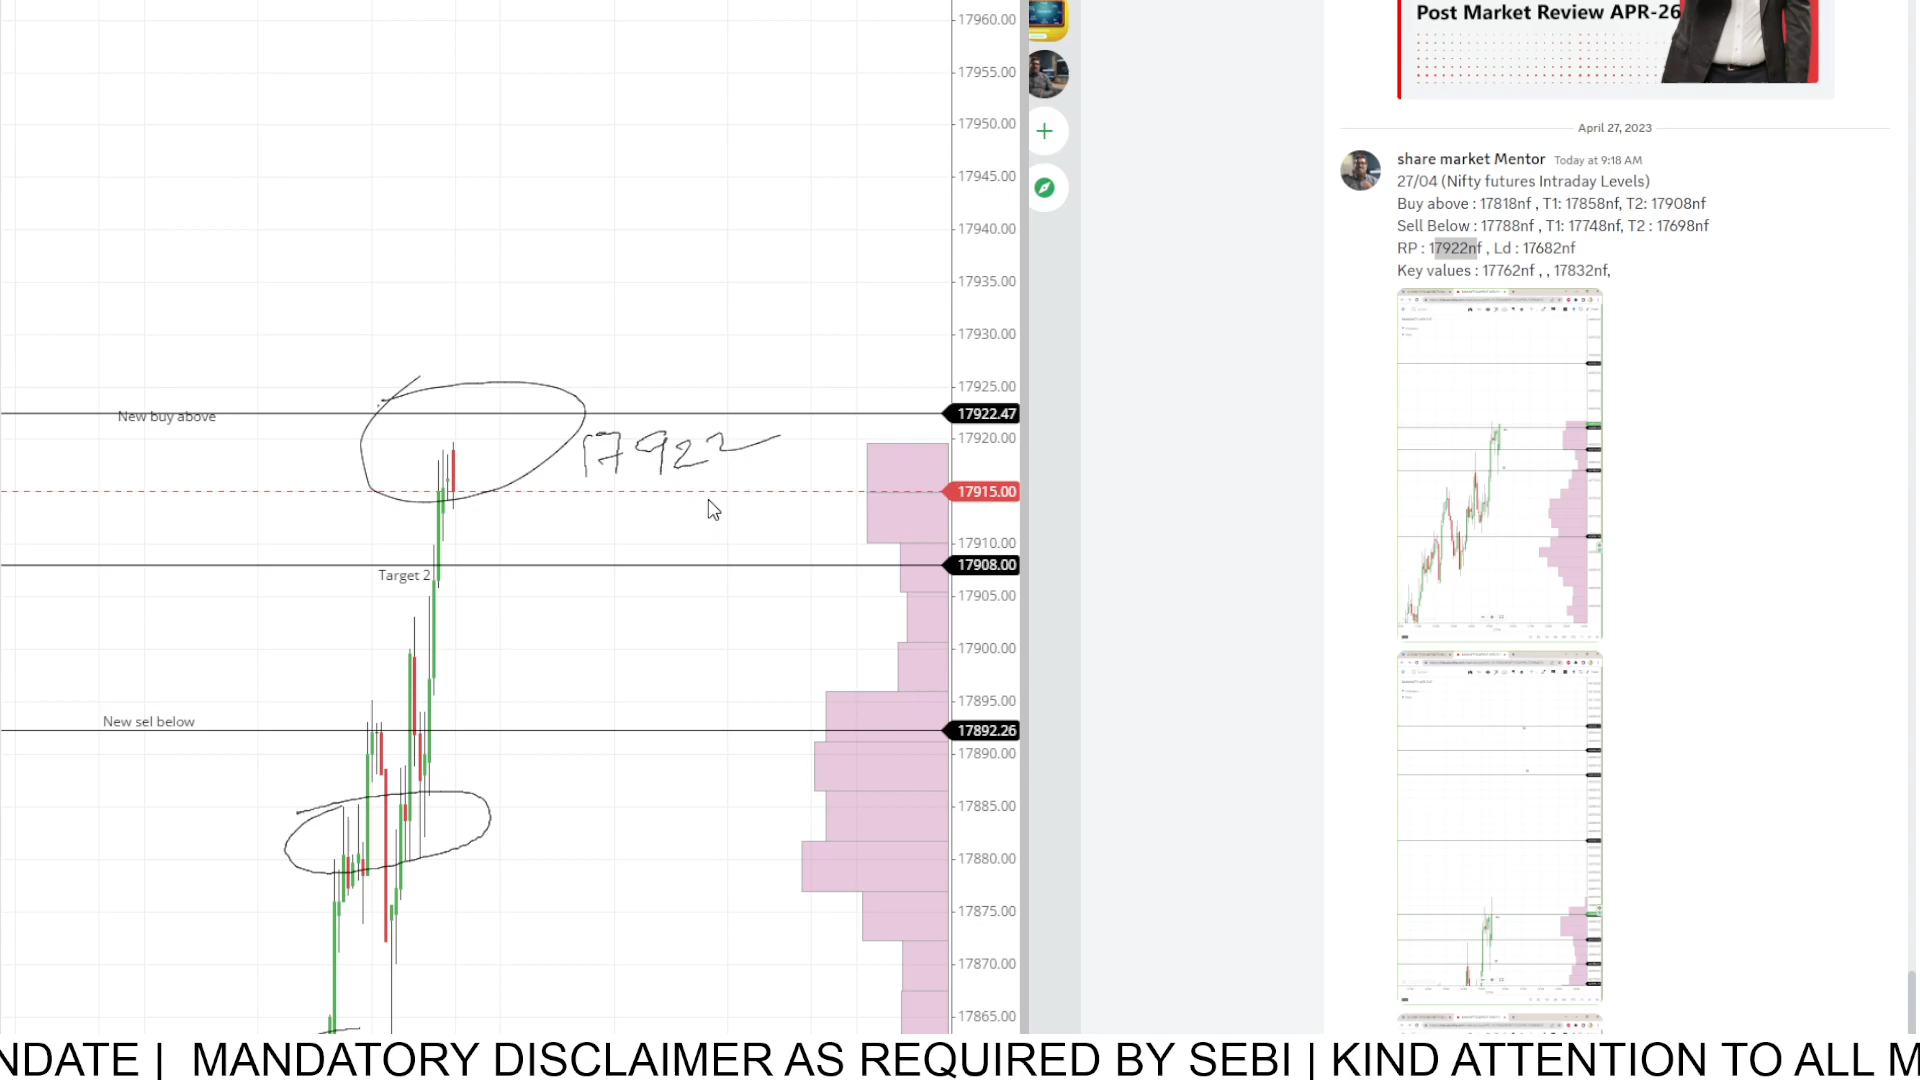 17960.00
17955.00
17950.00
17945.00
17940.00
17935.00
17930.00
17925.00
New buy above
17922.47
17920.00
17922
17915.00
17910.00
17908.00
Target 2
17905.00
17900.00
17895.00
New sel below
17892.26
17890.00
17885.00
17880.00
17875.00
17870.00
17865.00
Post Market Review APR-26
April 27, 2023
share market Mentor Today at 9:18 AM
27/04 (Nifty futures Intraday Levels)
Buy above : 17818nf , T1: 17858nf, T2: 17908nf
Sell Below : 17788nf , T1: 17748nf, T2 : 17698nf
RP : 17922nf , Ld : 17682nf
Key values : 17762nf , , 17832nf,
NDATE | MANDATORY DISCLAIMER AS REQUIRED BY SEBI | KIND ATTENTION TO ALL M